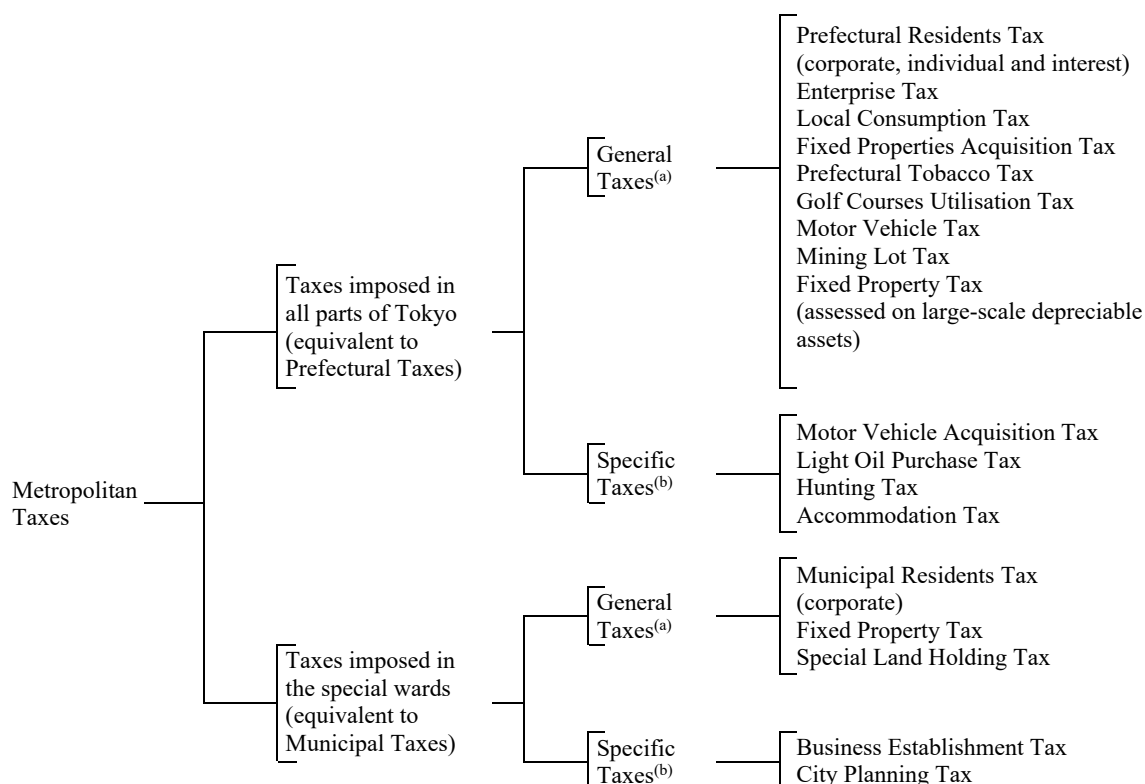 Metropolitan
Taxes
Taxes imposed in
all parts of Tokyo
(equivalent to
Prefectural Taxes)
General
Taxes(a)
Prefectural Residents Tax
(corporate, individual and interest)
Enterprise Tax
Local Consumption Tax
Fixed Properties Acquisition Tax
Prefectural Tobacco Tax
Golf Courses Utilisation Tax
Motor Vehicle Tax
Mining Lot Tax
Fixed Property Tax
(assessed on large-scale depreciable
assets)
Specific
Taxes(b)
Motor Vehicle Acquisition Tax
Light Oil Purchase Tax
Hunting Tax
Accommodation Tax
Taxes imposed in
the special wards
(equivalent to
Municipal Taxes)
General
Taxes(a)
Municipal Residents Tax
(corporate)
Fixed Property Tax
Special Land Holding Tax
Specific
Taxes(b)
Business Establishment Tax
City Planning Tax